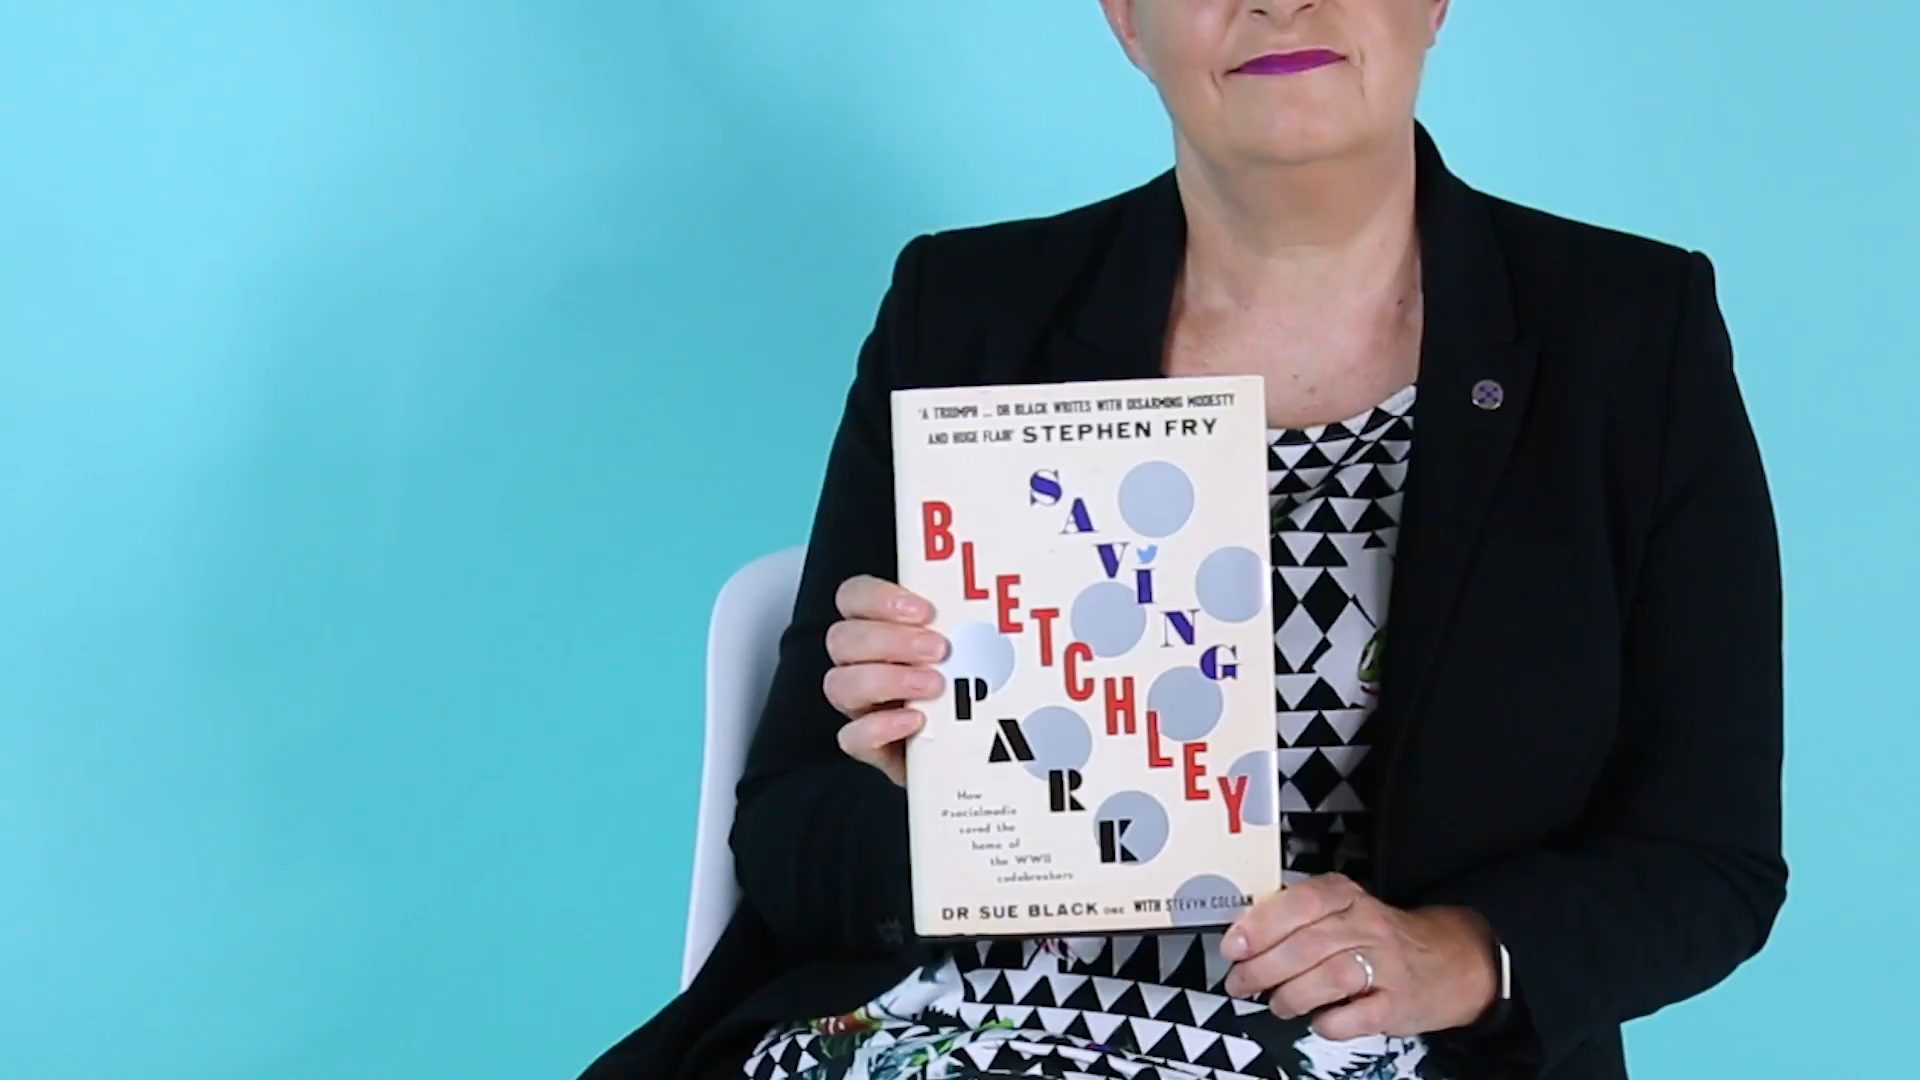 'A TRIUMPH ... DR BLACK WRITES WITH DISARMING MODESTY
AND HUGE FLAIR' STEPHEN FRY
SAVING
BLETCHLEY
PARK
How
#socialmedia
saved the
home of
the WWII
codebreakers
DR SUE BLACK OBE WITH STEVYN COLGAN